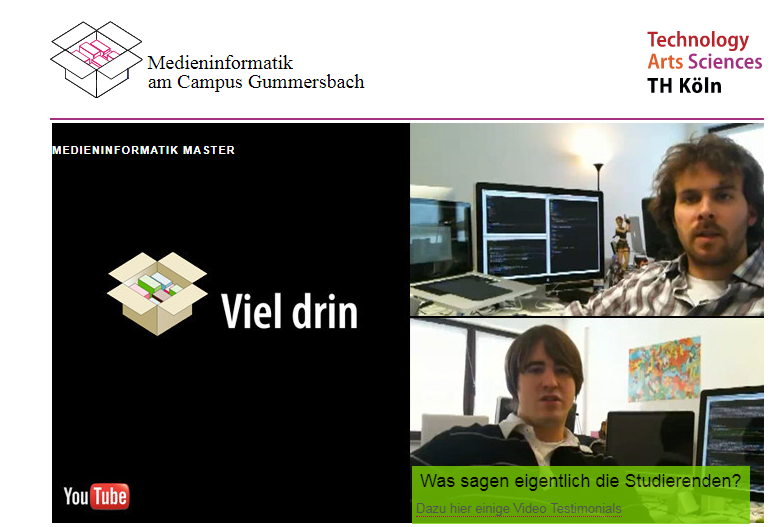 Medieninformatik
am Campus Gummersbach
Technology
Arts Sciences
TH Köln
MEDIENINFORMATIK MASTER
Viel drin
YouTube
Was sagen eigentlich die Studierenden?
Dazu hier einige Video Testimonials